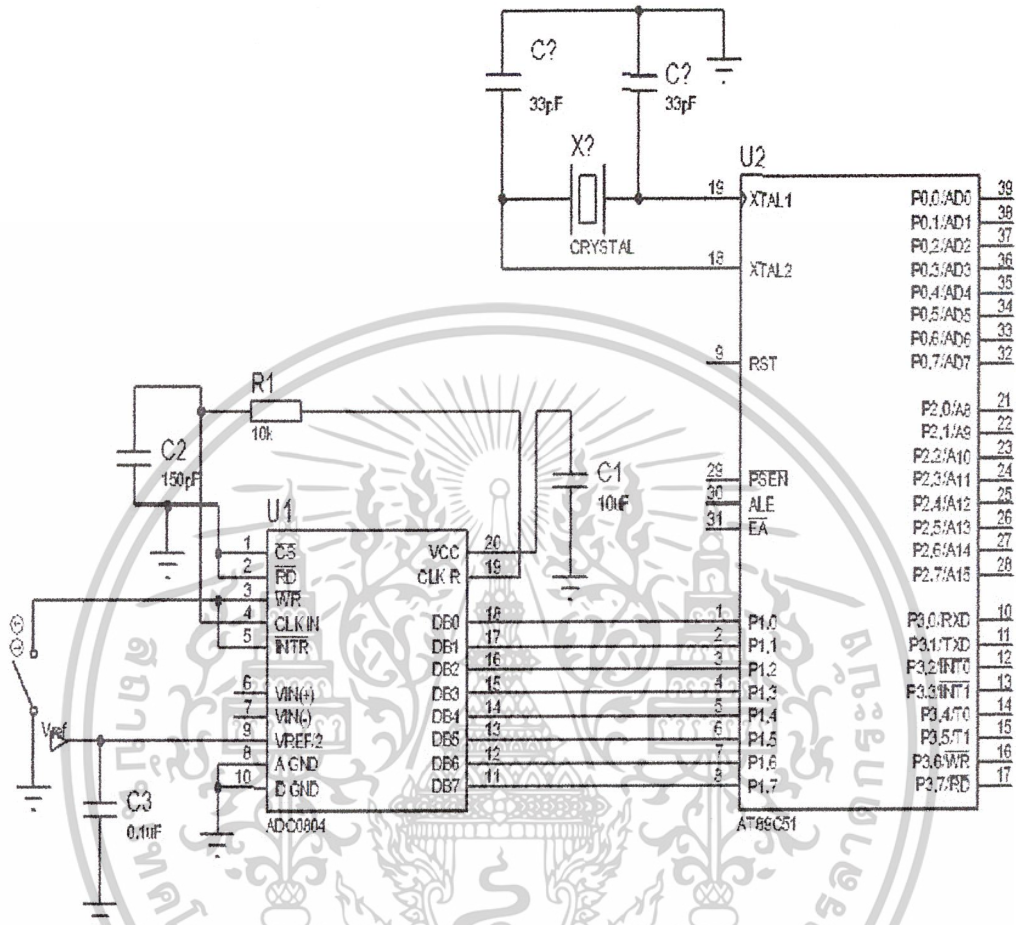 C?
33pF
C?
33pF
X?
CRYSTAL
U2
19 XTAL1
18 XTAL2
9 RST
29 PSEN
30 ALE
31 EA
1 P1.0
2 P1.1
3 P1.2
4 P1.3
5 P1.4
6 P1.5
7 P1.6
8 P1.7
P0.0/AD0 39
P0.1/AD1 38
P0.2/AD2 37
P0.3/AD3 36
P0.4/AD4 35
P0.5/AD5 34
P0.6/AD6 33
P0.7/AD7 32
P2.0/A8 21
P2.1/A9 22
P2.2/A10 23
P2.3/A11 24
P2.4/A12 25
P2.5/A13 26
P2.6/A14 27
P2.7/A15 28
P3.0/RXD 10
P3.1/TXD 11
P3.2/INT0 12
P3.3/INT1 13
P3.4/T0 14
P3.5/T1 15
P3.6/WR 16
P3.7/RD 17
AT89C51
R1
10k
C2
150pF
C1
10uF
U1
1 CS
2 RD
3 WR
4 CLK IN
5 INTR
6 VIN(+)
7 VIN(-)
9 VREF/2
8 A GND
10 D GND
VCC 20
CLK R 19
DB0 18
DB1 17
DB2 16
DB3 15
DB4 14
DB5 13
DB6 12
DB7 11
ADC0804
Vref
C3
0.1uF